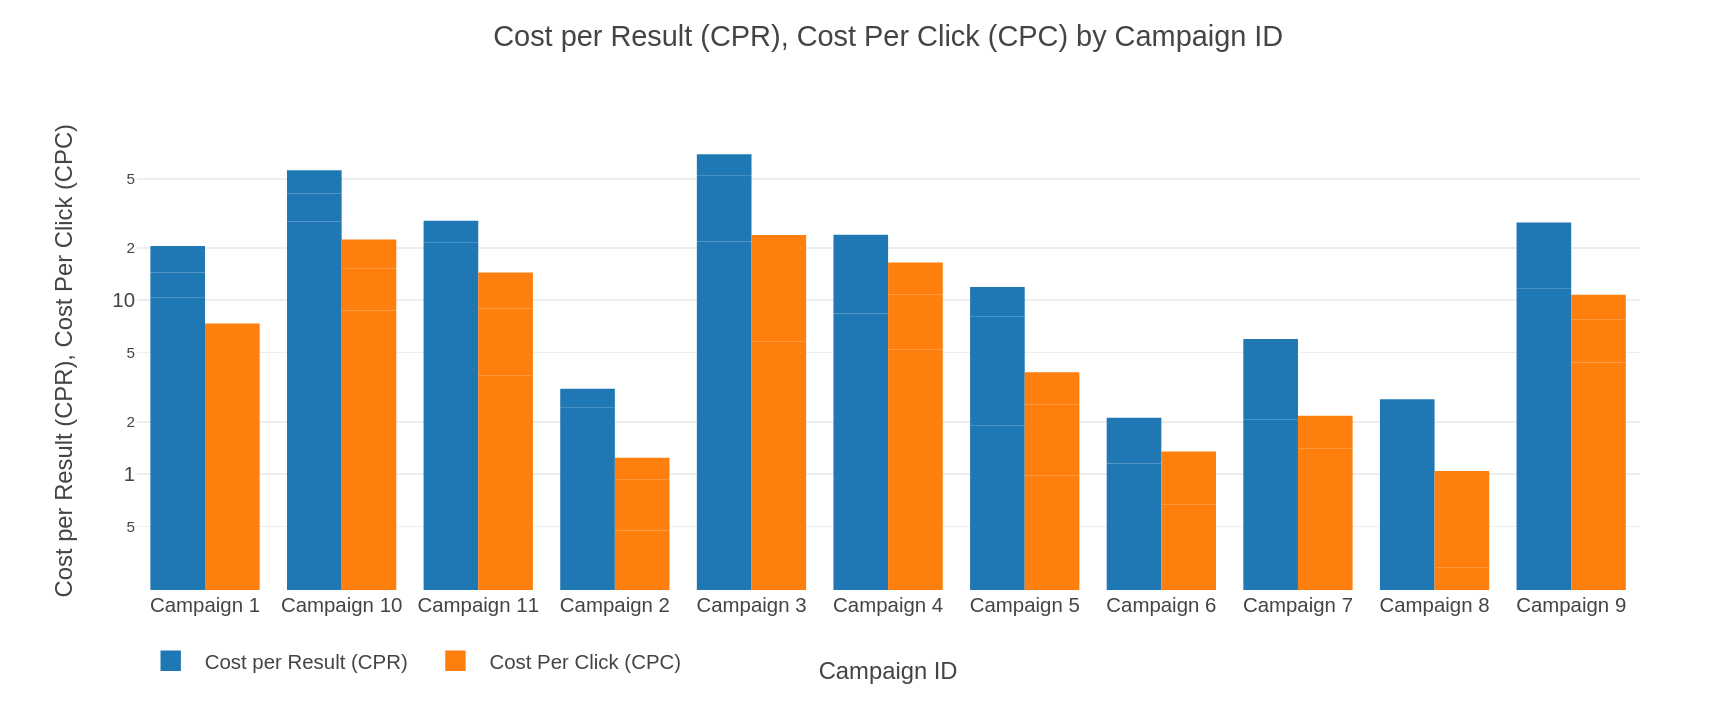 Cost per Result (CPR), Cost Per Click (CPC) by Campaign ID
Cost per Result (CPR), Cost Per Click (CPC)
5
2
10
5
2
1
5
Campaign 1 Campaign 10 Campaign 11 Campaign 2 Campaign 3 Campaign 4 Campaign 5 Campaign 6 Campaign 7 Campaign 8 Campaign 9
Cost per Result (CPR) Cost Per Click (CPC)
Campaign ID